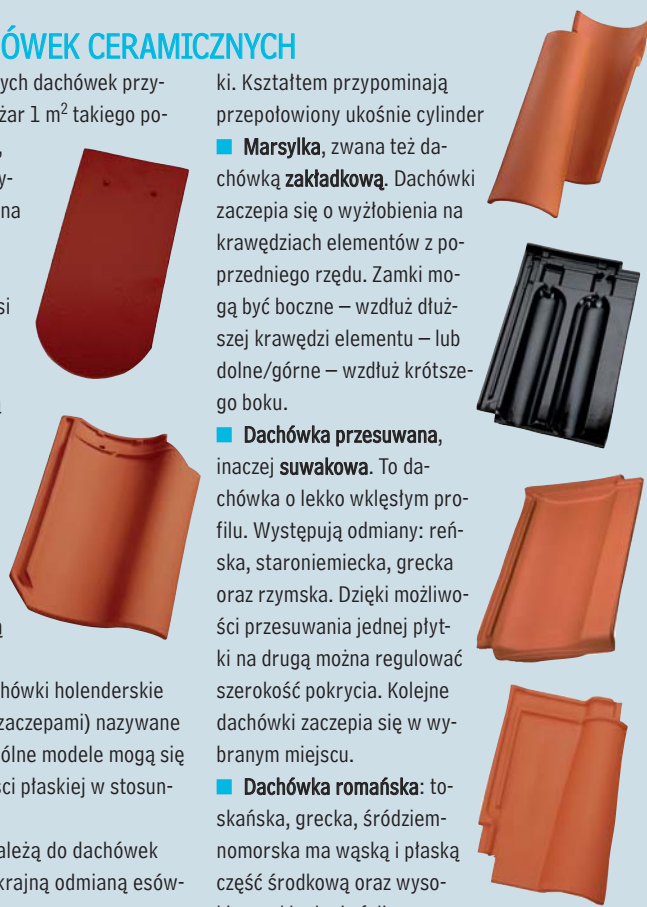 ÓWEK CERAMICZNYCH
ych dachówek przy-
żar 1 m² takiego po-
,
y-
na
si
ą
ą
chówki holenderskie
zaczepami) nazywane
ólne modele mogą się
ści płaskiej w stosun-
ależą do dachówek
krajną odmianą esów-
ki. Kształtem przypominają
przepołowiony ukośnie cylinder
■ Marsylka, zwana też da-
chówką zakładkową. Dachówki
zaczepia się o wyżłobienia na
krawędziach elementów z po-
przedniego rzędu. Zamki mo-
gą być boczne – wzdłuż dłuż-
szej krawędzi elementu – lub
dolne/górne – wzdłuż krótsze-
go boku.
■ Dachówka przesuwana,
inaczej suwakowa. To da-
chówka o lekko wklęsłym pro-
filu. Występują odmiany: reń-
ska, staroniemiecka, grecka
oraz rzymska. Dzięki możliwo-
ści przesuwania jednej płyt-
ki na drugą można regulować
szerokość pokrycia. Kolejne
dachówki zaczepia się w wy-
branym miejscu.
■ Dachówka romańska: to-
skańska, grecka, śródziem-
nomorska ma wąską i płaską
część środkową oraz wyso-